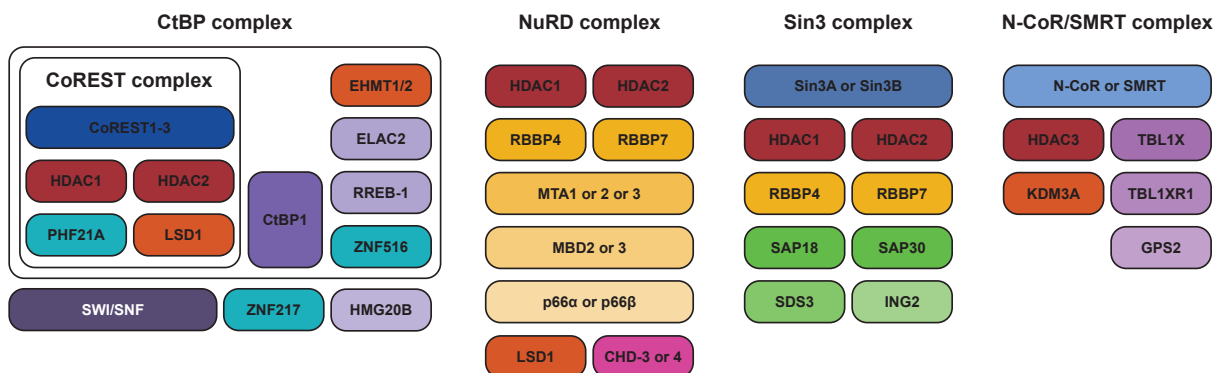 CtBP complex
NuRD complex
Sin3 complex
N-CoR/SMRT complex
CoREST complex
CoREST1-3
HDAC1
HDAC2
PHF21A
LSD1
CtBP1
EHMT1/2
ELAC2
RREB-1
ZNF516
SWI/SNF
ZNF217
HMG20B
HDAC1
HDAC2
RBBP4
RBBP7
MTA1 or 2 or 3
MBD2 or 3
p66α or p66β
LSD1
CHD-3 or 4
Sin3A or Sin3B
HDAC1
HDAC2
RBBP4
RBBP7
SAP18
SAP30
SDS3
ING2
N-CoR or SMRT
HDAC3
TBL1X
KDM3A
TBL1XR1
GPS2